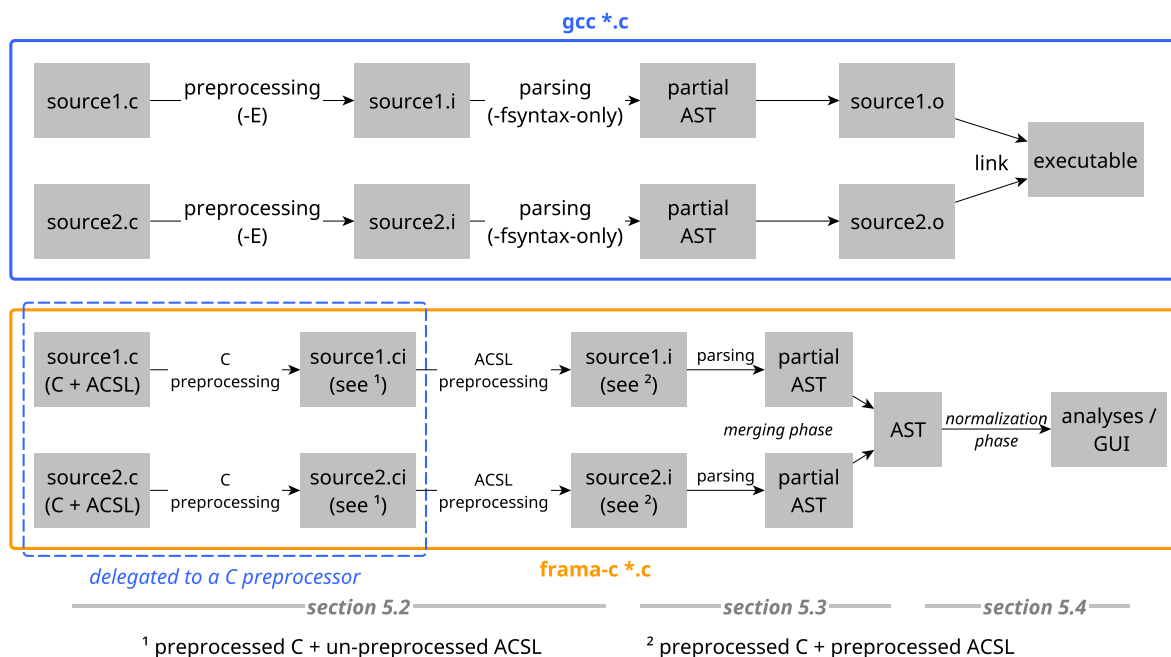 gcc *.c
source1.c
preprocessing
(-E)
source1.i
parsing
(-fsyntax-only)
partial
AST
source1.o
link
executable
source2.c
preprocessing
(-E)
source2.i
parsing
(-fsyntax-only)
partial
AST
source2.o
source1.c
(C + ACSL)
C
preprocessing
source1.ci
(see ¹)
ACSL
preprocessing
source1.i
(see ²)
parsing
partial
AST
merging phase
AST
normalization
phase
analyses /
GUI
source2.c
(C + ACSL)
C
preprocessing
source2.ci
(see ¹)
ACSL
preprocessing
source2.i
(see ²)
parsing
partial
AST
delegated to a C preprocessor
frama-c *.c
section 5.2
section 5.3
section 5.4
¹ preprocessed C + un-preprocessed ACSL
² preprocessed C + preprocessed ACSL